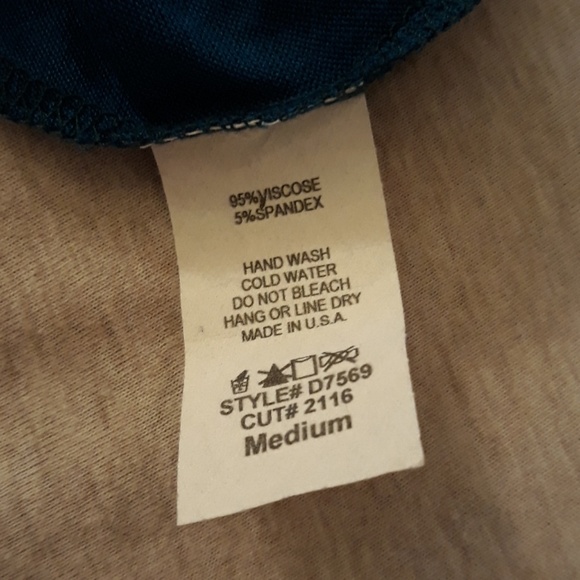 95%VISCOSE
5%SPANDEX
HAND WASH
COLD WATER
DO NOT BLEACH
HANG OR LINE DRY
MADE IN U.S.A.
STYLE# D7569
CUT# 2116
Medium